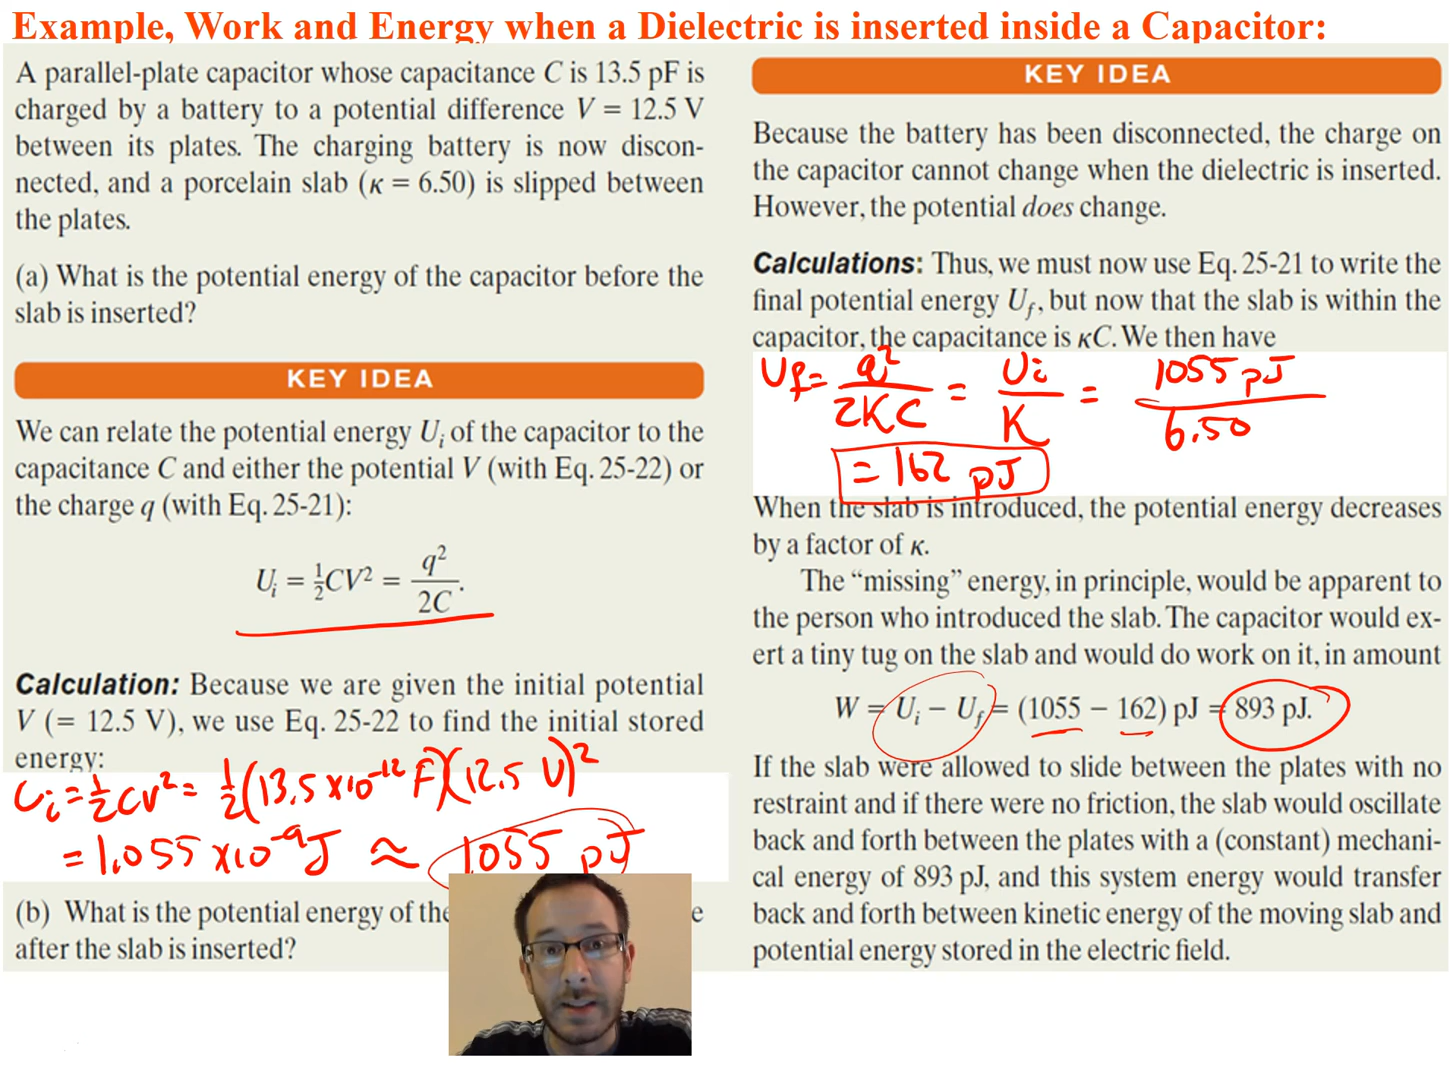 Example, Work and Energy when a Dielectric is inserted inside a Capacitor:
A parallel-plate capacitor whose capacitance C is 13.5 pF is
charged by a battery to a potential difference V = 12.5 V
between its plates. The charging battery is now discon-
nected, and a porcelain slab (κ = 6.50) is slipped between
the plates.
(a) What is the potential energy of the capacitor before the
slab is inserted?
KEY IDEA
We can relate the potential energy Uᵢ of the capacitor to the
capacitance C and either the potential V (with Eq. 25-22) or
the charge q (with Eq. 25-21):
Uᵢ = ½CV² = q²/2C.
Calculation: Because we are given the initial potential
V (= 12.5 V), we use Eq. 25-22 to find the initial stored
energy:
Uᵢ = ½CV² = ½(13.5 x10⁻¹² F)(12.5 V)²
= 1.055 x10⁻⁹ J ≈ 1055 pJ
(b) What is the potential energy of the e
after the slab is inserted?
KEY IDEA
Because the battery has been disconnected, the charge on
the capacitor cannot change when the dielectric is inserted.
However, the potential does change.
Calculations: Thus, we must now use Eq. 25-21 to write the
final potential energy U_f, but now that the slab is within the
capacitor, the capacitance is κC. We then have
U_f = q²/2KC = Uᵢ/K = 1055 pJ/6.50
= 162 pJ
When the slab is introduced, the potential energy decreases
by a factor of κ.
The “missing” energy, in principle, would be apparent to
the person who introduced the slab. The capacitor would ex-
ert a tiny tug on the slab and would do work on it, in amount
W = Uᵢ − U_f = (1055 − 162) pJ = 893 pJ.
If the slab were allowed to slide between the plates with no
restraint and if there were no friction, the slab would oscillate
back and forth between the plates with a (constant) mechani-
cal energy of 893 pJ, and this system energy would transfer
back and forth between kinetic energy of the moving slab and
potential energy stored in the electric field.